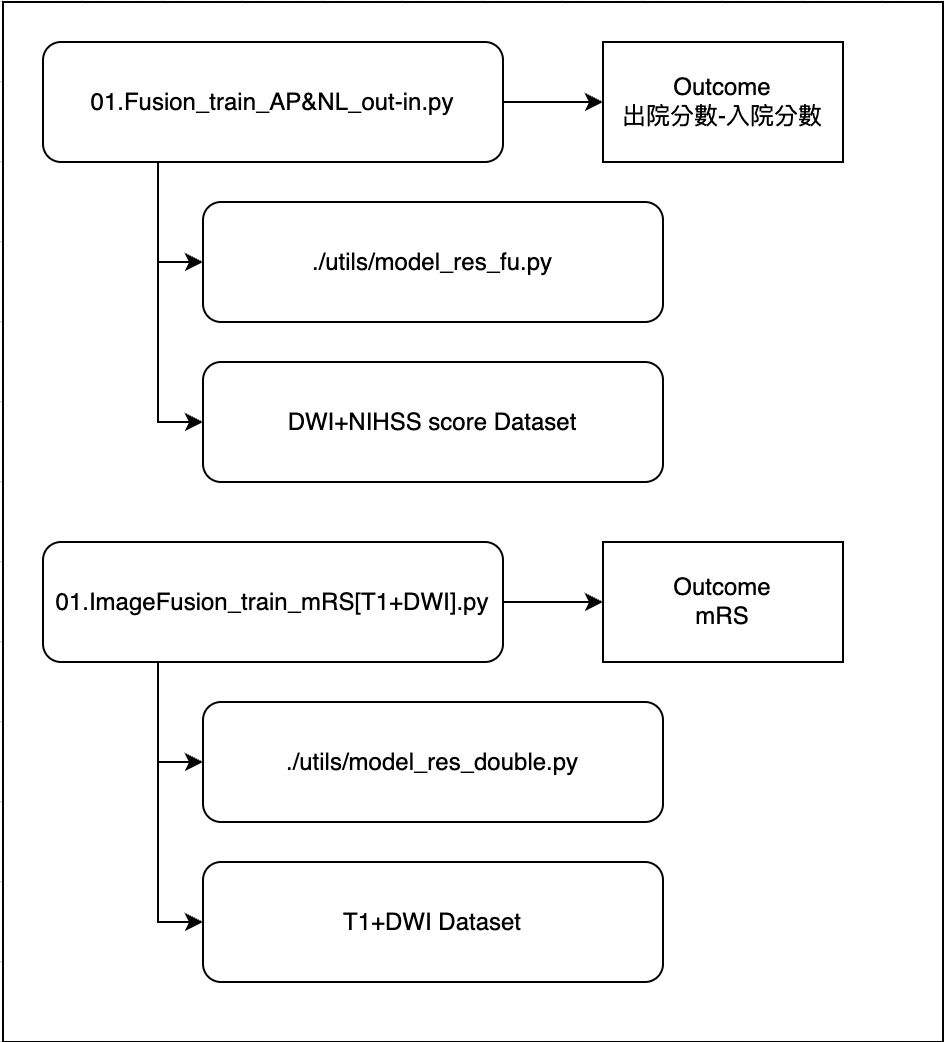 01.Fusion_train_AP&NL_out-in.py
Outcome
出院分數-入院分數
./utils/model_res_fu.py
DWI+NIHSS score Dataset
01.ImageFusion_train_mRS[T1+DWI].py
Outcome
mRS
./utils/model_res_double.py
T1+DWI Dataset